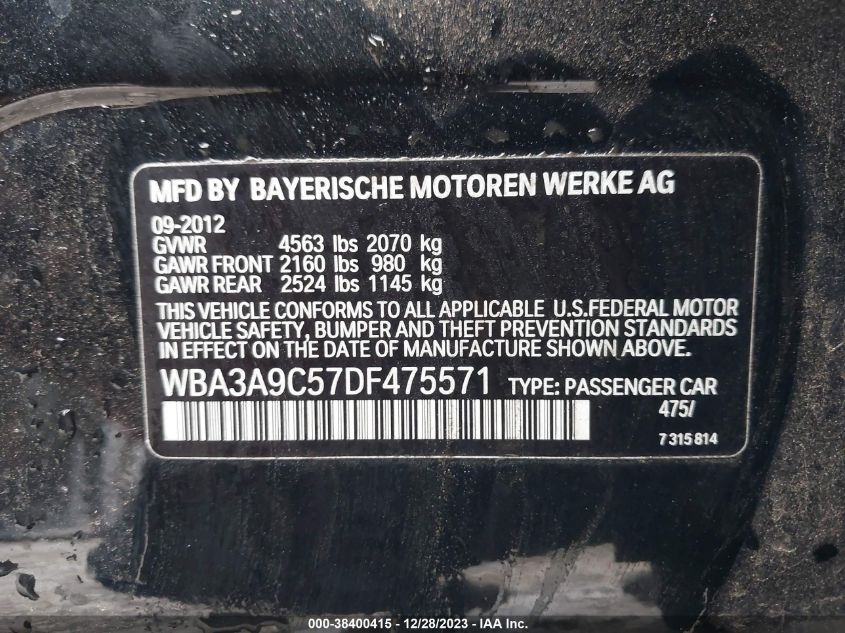 MFD BY BAYERISCHE MOTOREN WERKE AG
09-2012
GVWR 4563 lbs 2070 kg
GAWR FRONT 2160 lbs 980 kg
GAWR REAR 2524 lbs 1145 kg
THIS VEHICLE CONFORMS TO ALL APPLICABLE U.S.FEDERAL MOTOR
VEHICLE SAFETY, BUMPER AND THEFT PREVENTION STANDARDS
IN EFFECT ON THE DATE OF MANUFACTURE SHOWN ABOVE.
WBA3A9C57DF475571 TYPE: PASSENGER CAR
475/
7 315 814
000-38400415 - 12/28/2023 - IAA Inc.